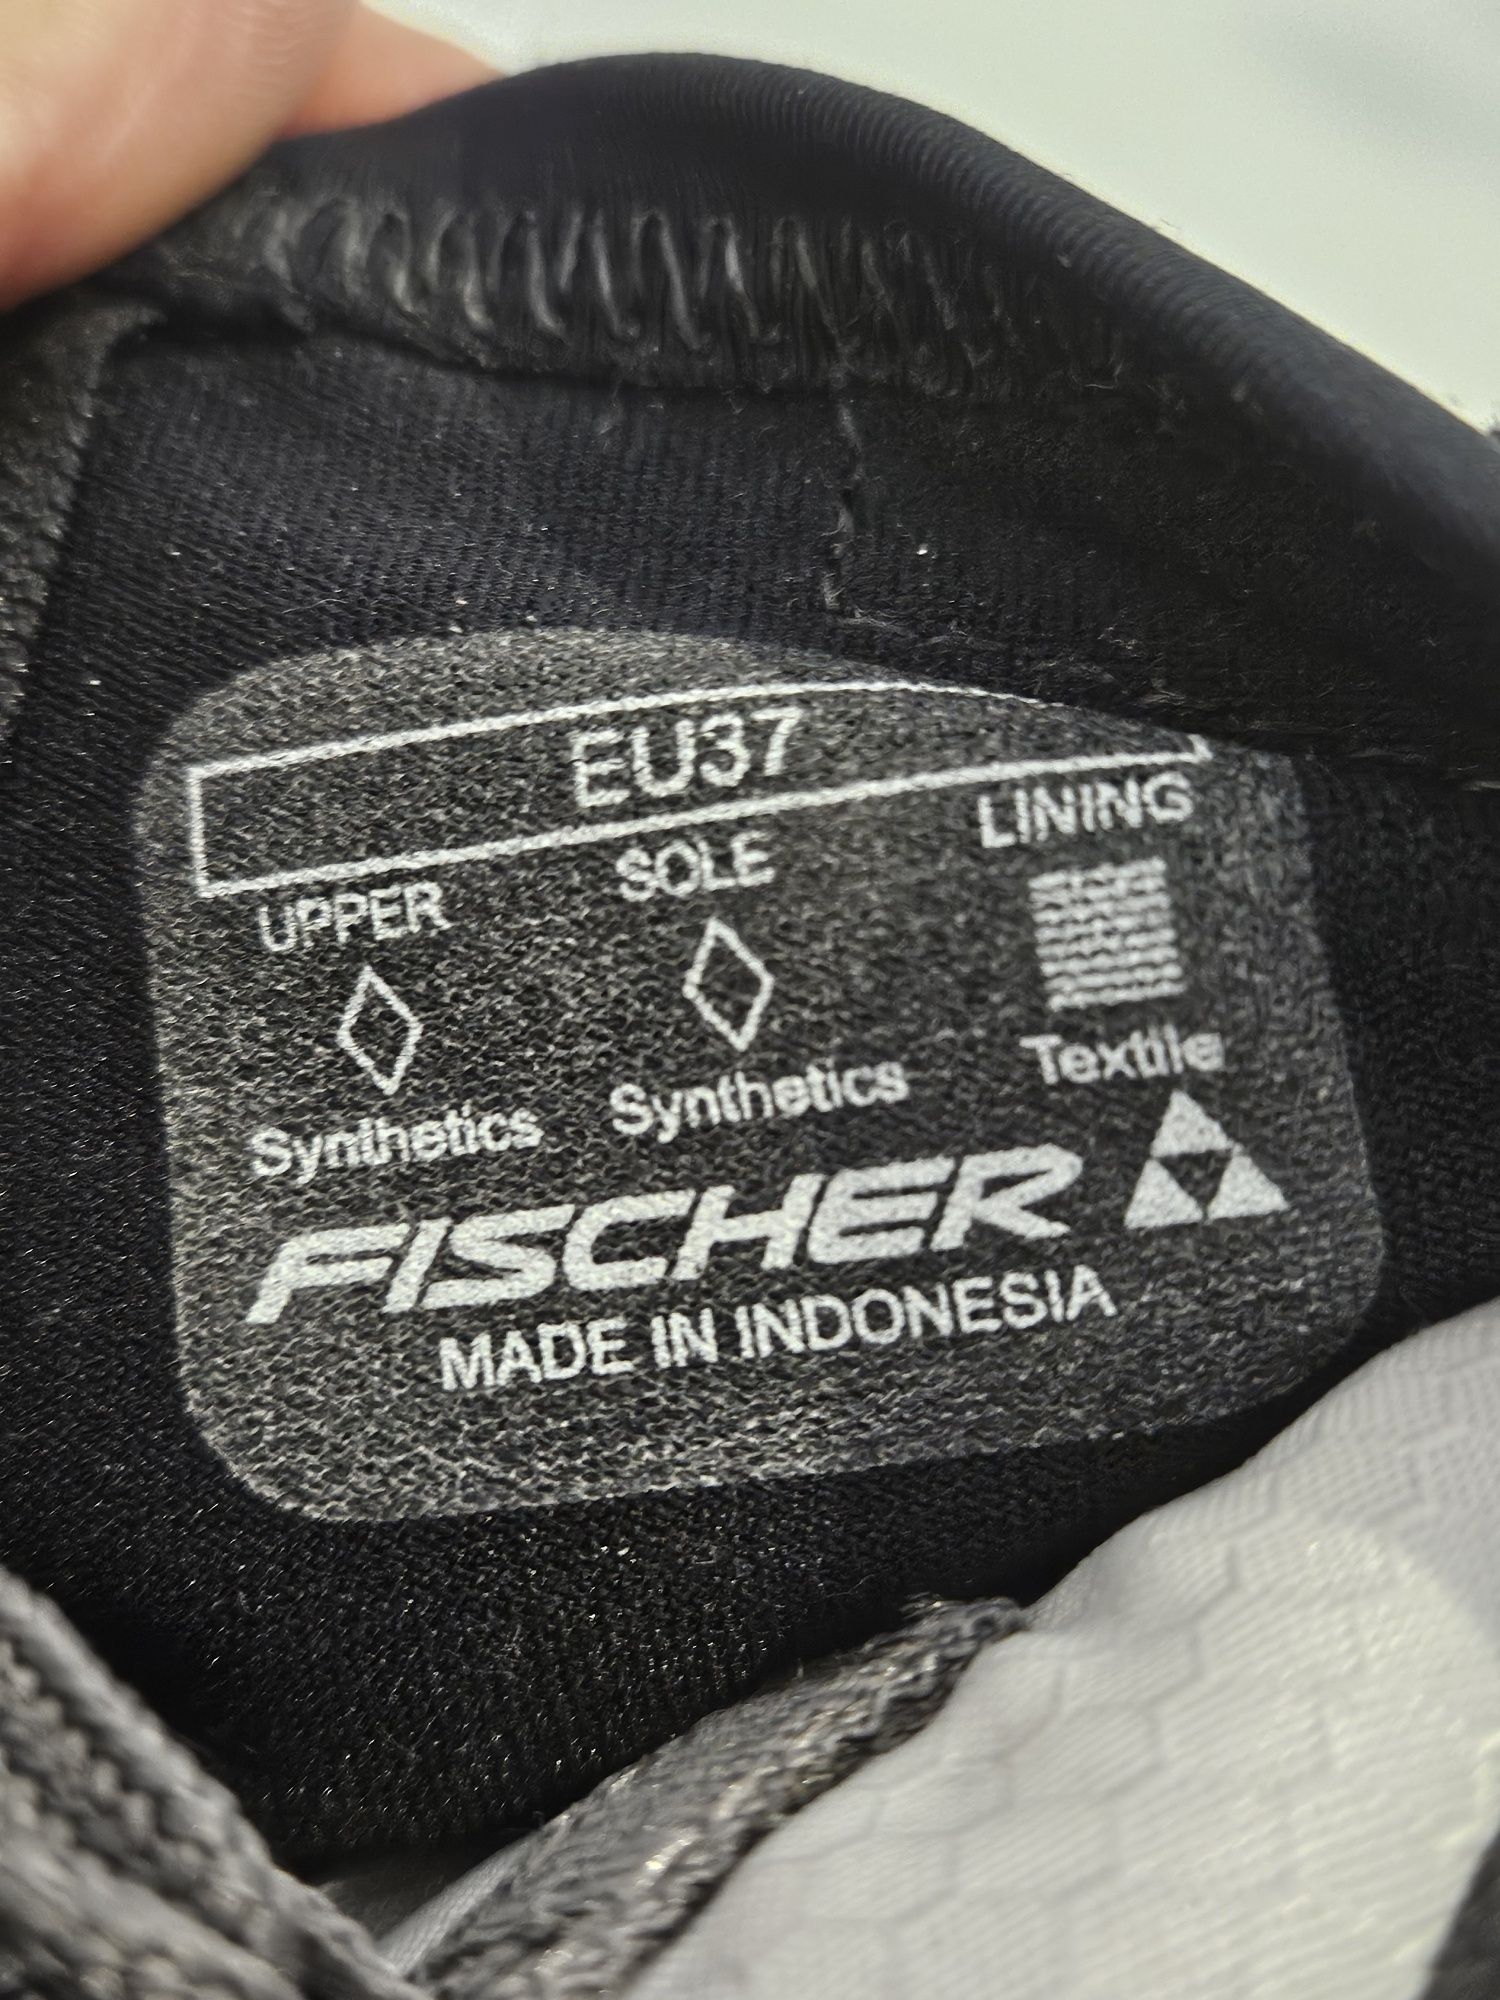 EU37
UPPER SOLE LINING
Synthetics Synthetics Textile
FISCHER
MADE IN INDONESIA